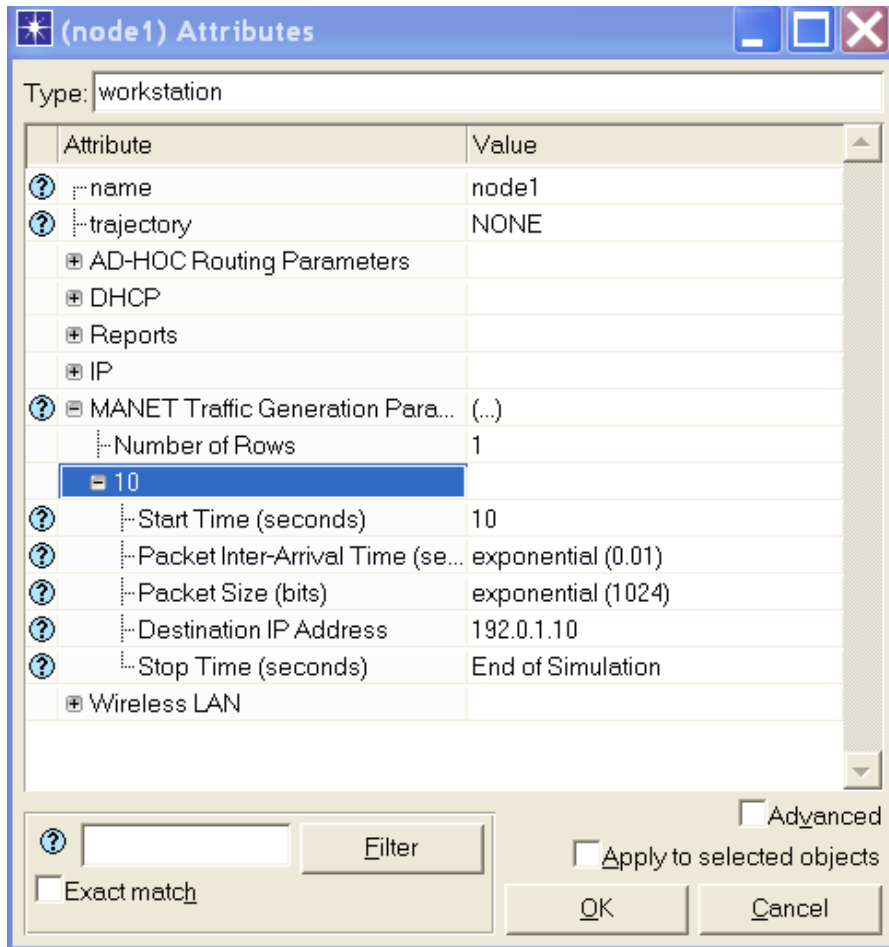 (node1) Attributes
Type: workstation
Attribute Value
name node1
trajectory NONE
AD-HOC Routing Parameters
DHCP
Reports
IP
MANET Traffic Generation Para... (...)
Number of Rows 1
10
Start Time (seconds) 10
Packet Inter-Arrival Time (se... exponential (0.01)
Packet Size (bits) exponential (1024)
Destination IP Address 192.0.1.10
Stop Time (seconds) End of Simulation
Wireless LAN
Advanced
Filter
Apply to selected objects
Exact match
OK Cancel